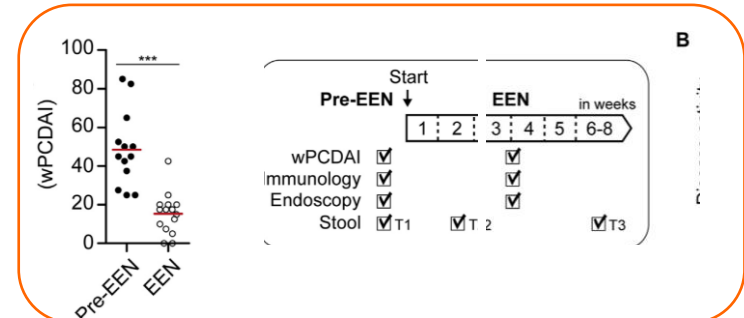 B
100
80
60
40
20
0
(wPCDAI)
***
Pre-EEN
EEN
Start
Pre-EEN
EEN
in weeks
1 2 3 4 5 6-8
wPCDAI
mmunology
Endoscopy
Stool T1 T 2 T3